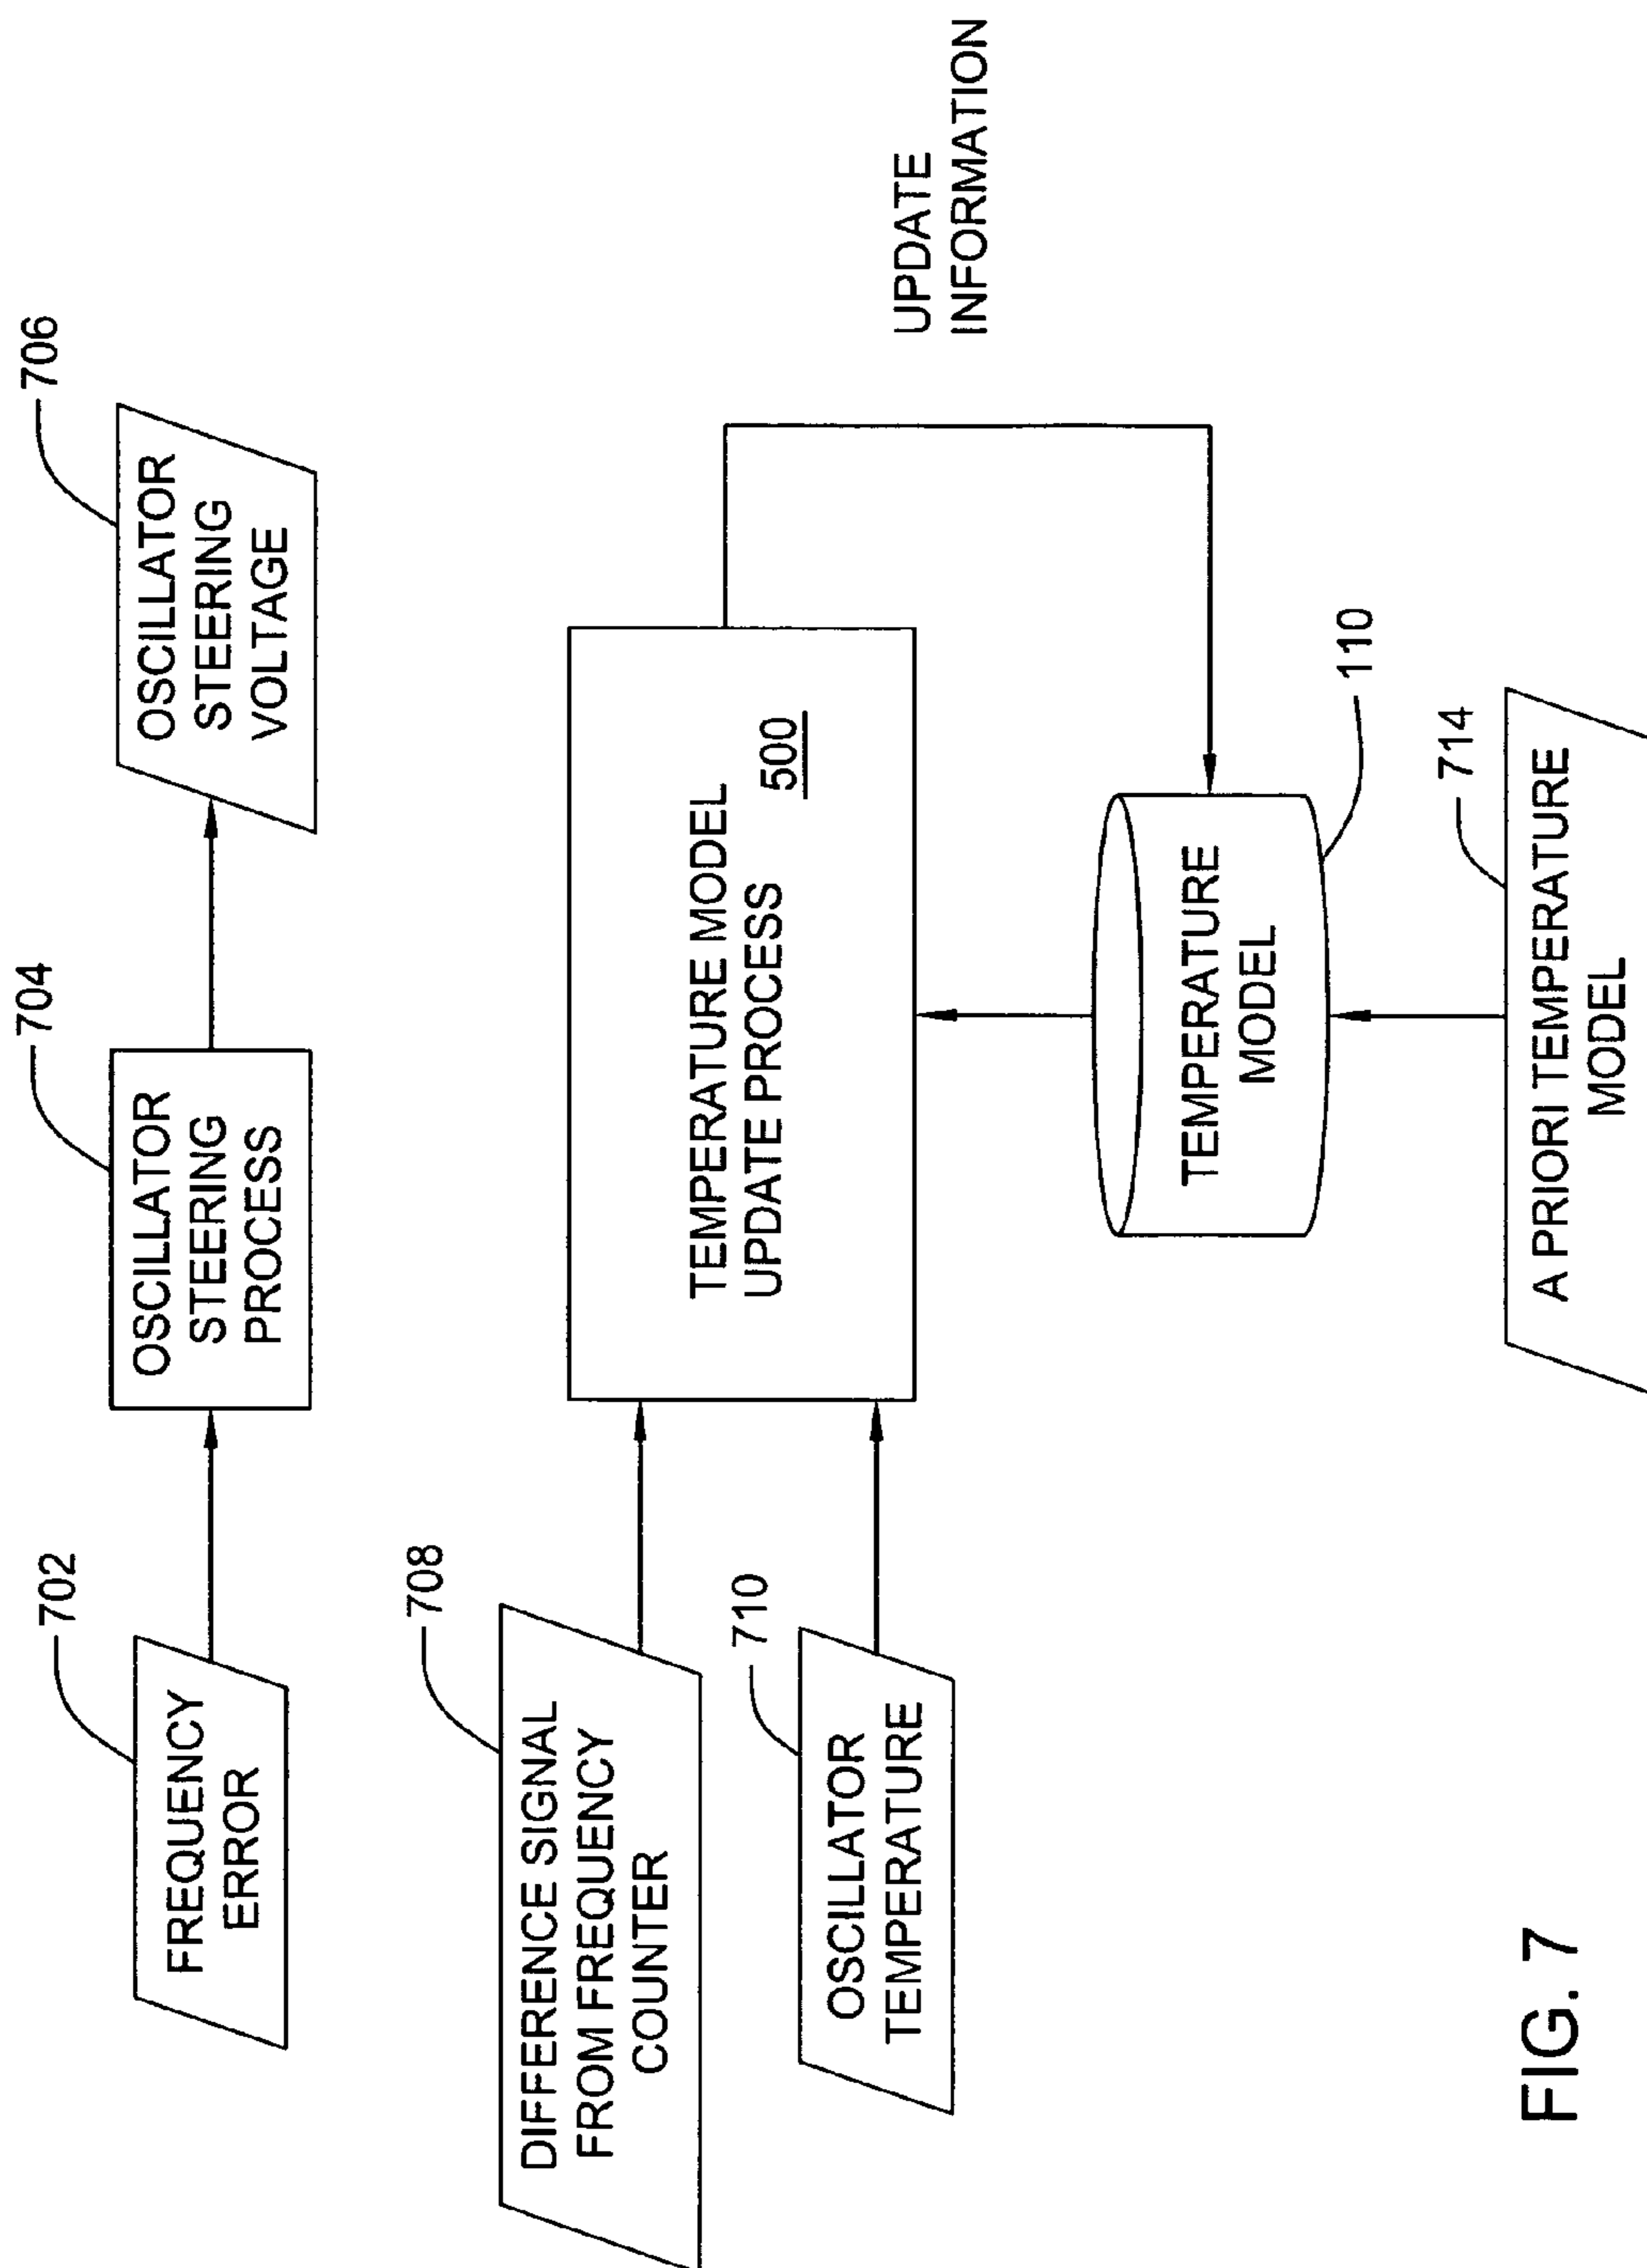 702
FREQUENCY
ERROR
704
OSCILLATOR
STEERING
PROCESS
706
OSCILLATOR
STEERING
VOLTAGE
708
DIFFERENCE SIGNAL
FROM FREQUENCY
COUNTER
710
OSCILLATOR
TEMPERATURE
TEMPERATURE MODEL
UPDATE PROCESS
500
UPDATE
INFORMATION
TEMPERATURE
MODEL
110
714
A PRIORI TEMPERATURE
MODEL
FIG. 7